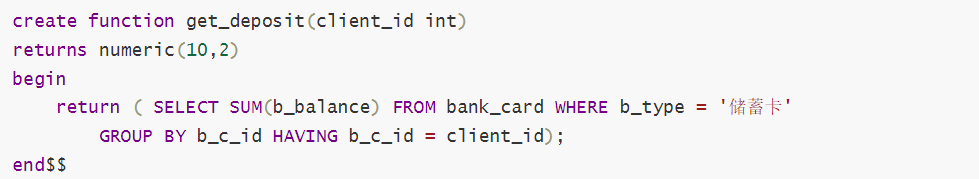 create function get_deposit(client_id int)
returns numeric(10,2)
begin
    return ( SELECT SUM(b_balance) FROM bank_card WHERE b_type = '储蓄卡'
        GROUP BY b_c_id HAVING b_c_id = client_id);
end$$